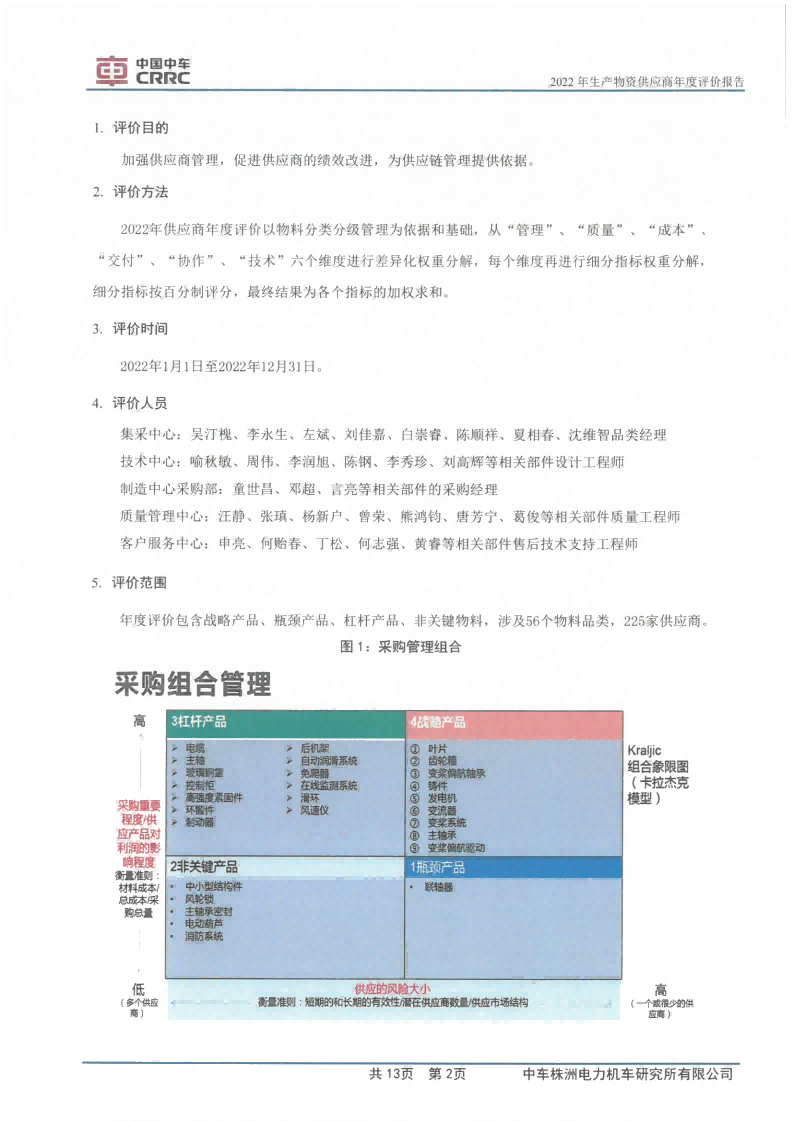 中国中车
CRRC
2022 年生产物资供应商年度评价报告
1. 评价目的
加强供应商管理，促进供应商的绩效改进，为供应链管理提供依据。
2. 评价方法
2022年供应商年度评价以物料分类分级管理为依据和基础，从“管理”、“质量”、“成本”、
“交付”、“协作”、“技术”六个维度进行差异化权重分解，每个维度再进行细分指标权重分解，
细分指标按百分制评分，最终结果为各个指标的加权求和。
3. 评价时间
2022年1月1日至2022年12月31日。
4. 评价人员
集采中心：吴汀槐、李永生、左斌、刘佳嘉、白崇睿、陈顺祥、夏相春、沈维智品类经理
技术中心：喻秋敏、周伟、李润旭、陈钢、李秀珍、刘高辉等相关部件设计工程师
制造中心采购部：童世昌、邓超、言亮等相关部件的采购经理
质量管理中心：汪静、张瑱、杨新户、曾荣、熊鸿钧、唐芳宁、葛俊等相关部件质量工程师
客户服务中心：申亮、何贻春、丁松、何志强、黄睿等相关部件售后技术支持工程师
5. 评价范围
年度评价包含战略产品、瓶颈产品、杠杆产品、非关键物料，涉及56个物料品类，225家供应商。
图 1：采购管理组合
采购组合管理
高
3杠杆产品
➢ 电缆
➢ 主轴
➢ 玻璃钢罩
➢ 控制柜
➢ 高强度紧固件
➢ 环锻件
➢ 制动器
➢ 后机架
➢ 自动润滑系统
➢ 免爬器
➢ 在线监测系统
➢ 滑环
➢ 风速仪
4战略产品
① 叶片
② 齿轮箱
③ 变桨偏航轴承
④ 铸件
⑤ 发电机
⑥ 变流器
⑦ 变桨系统
⑧ 主轴承
⑨ 变桨偏航驱动
Kraljic
组合象限图
（卡拉杰克
模型）
采购重要
程度/供
应产品对
利润的影
响程度
衡量准则：
材料成本/
总成本/采
购总量
2非关键产品
• 中小型结构件
• 风轮锁
• 主轴承密封
• 电动葫芦
• 消防系统
1瓶颈产品
• 联轴器
低
（多个供应
商）
供应的风险大小
衡量准则：短期的和长期的有效性/潜在供应商数量/供应市场结构
高
（一个或很少的供
应商）
共 13页 第 2页
中车株洲电力机车研究所有限公司